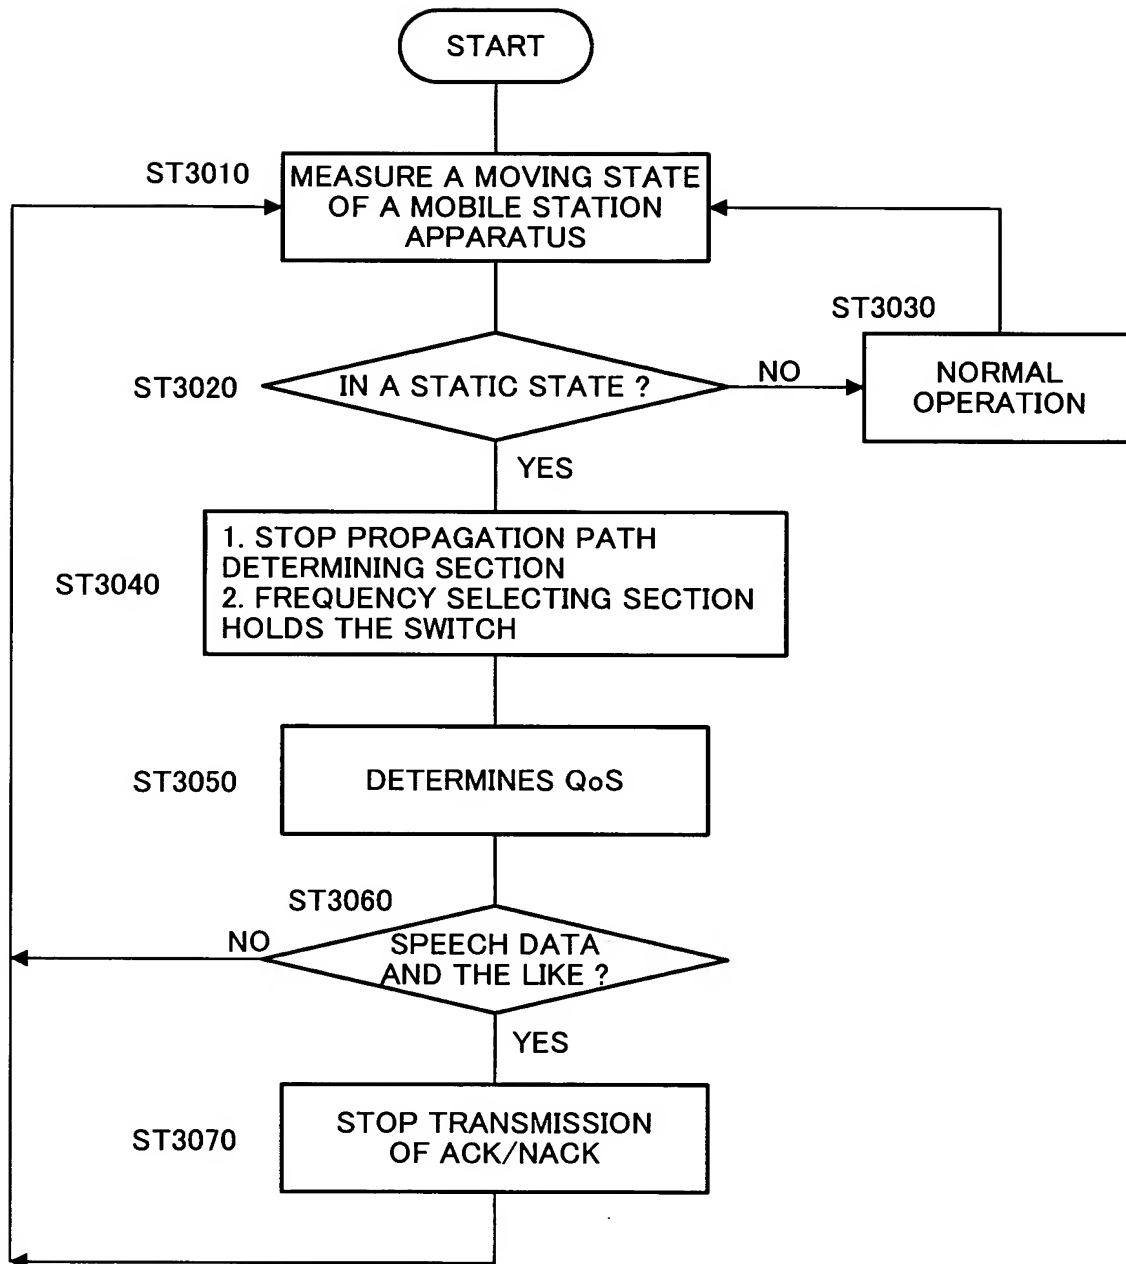 START
ST3010
MEASURE A MOVING STATE
OF A MOBILE STATION
APPARATUS
ST3030
NORMAL
OPERATION
ST3020
IN A STATIC STATE ?
NO
YES
ST3040
1. STOP PROPAGATION PATH
DETERMINING SECTION
2. FREQUENCY SELECTING SECTION
HOLDS THE SWITCH
ST3050
DETERMINES QoS
ST3060
NO
SPEECH DATA
AND THE LIKE ?
YES
ST3070
STOP TRANSMISSION
OF ACK/NACK